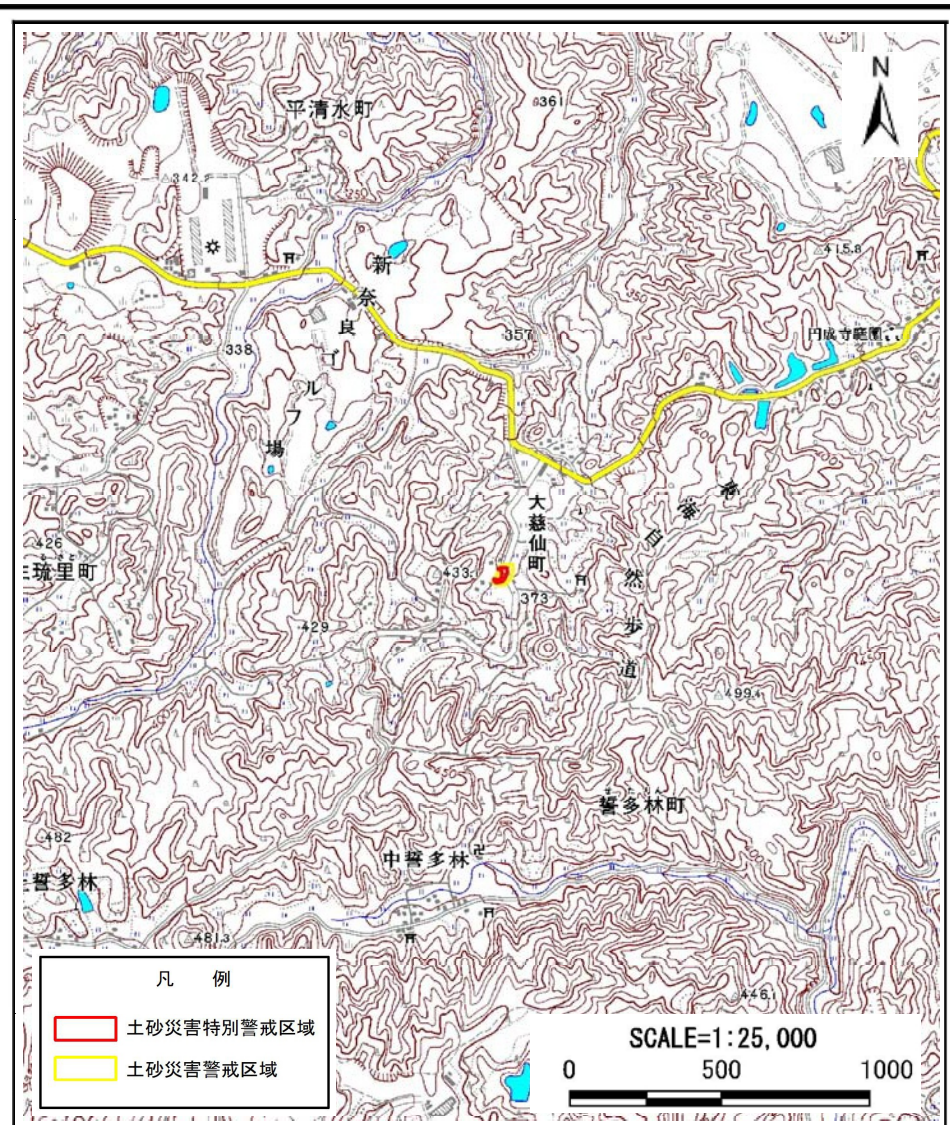 N
361
平清水町
342.
415.8
新奈良ゴルフ場
357
円成寺庭園
338
東海自然歩道
大慈仙町
426
琉里町
433.
373
429
499.4
誓多林町
482
中誓多林
誓多林
481.3
446.1
凡 例
土砂災害特別警戒区域
土砂災害警戒区域
SCALE=1:25,000
0 500 1000